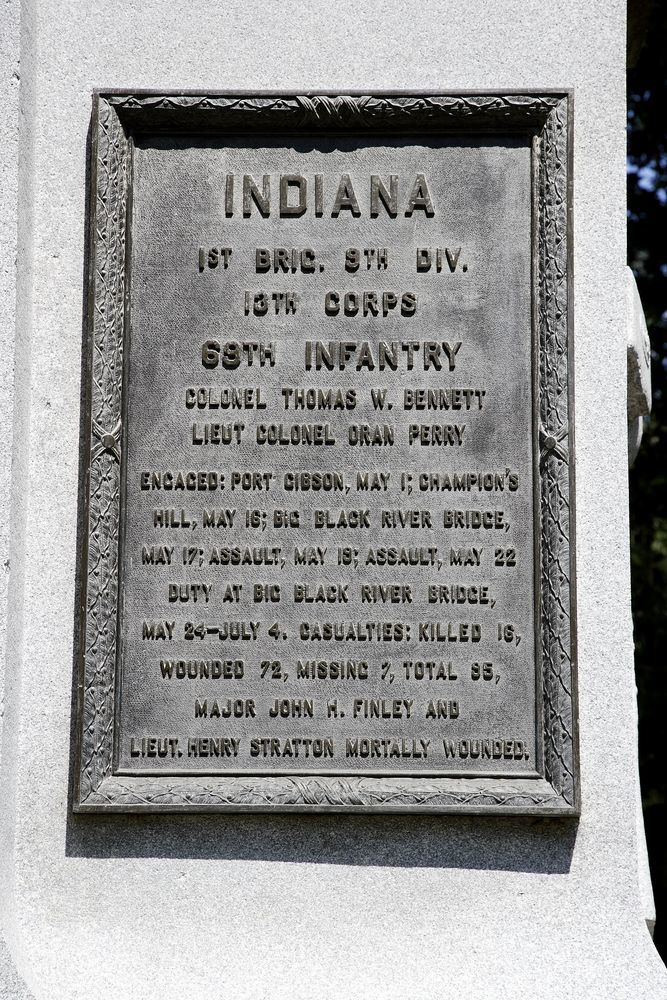 INDIANA
1ST BRIG. 9TH DIV.
13TH CORPS
69TH INFANTRY
COLONEL THOMAS W. BENNETT
LIEUT COLONEL ORAN PERRY
ENGAGED: PORT GIBSON, MAY 1; CHAMPION'S
HILL, MAY 16; BIG BLACK RIVER BRIDGE,
MAY 17; ASSAULT, MAY 19; ASSAULT, MAY 22
DUTY AT BIG BLACK RIVER BRIDGE,
MAY 24–JULY 4. CASUALTIES: KILLED 16,
WOUNDED 72, MISSING 7, TOTAL 95,
MAJOR JOHN H. FINLEY AND
LIEUT. HENRY STRATTON MORTALLY WOUNDED.